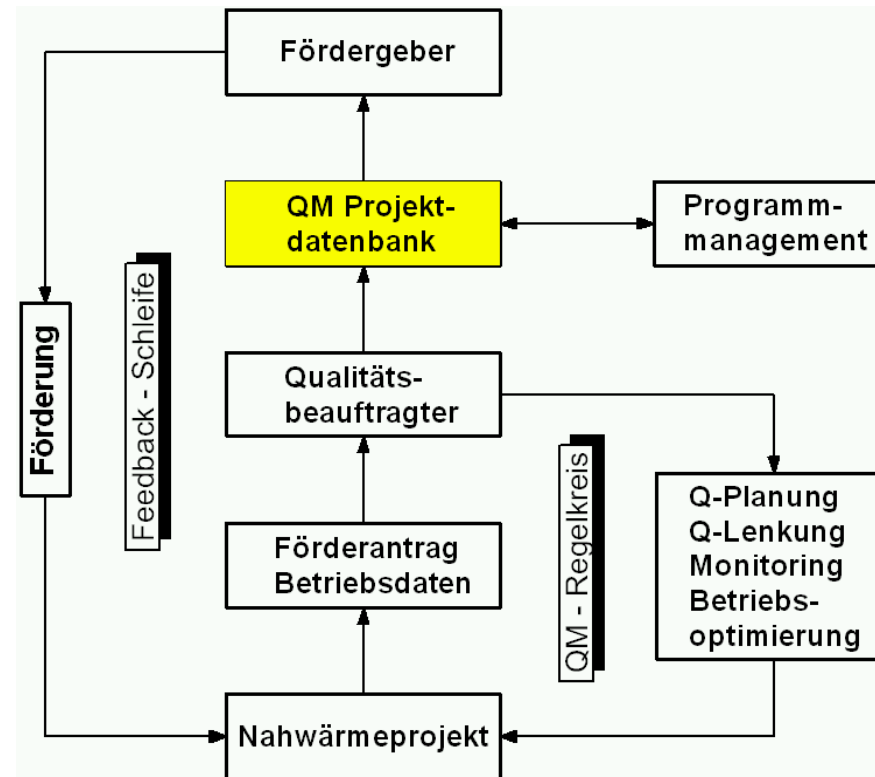 Fördergeber
QM Projekt-
datenbank
Programm-
management
Förderung
Feedback - Schleife
Qualitäts-
beauftragter
QM - Regelkreis
Q-Planung
Q-Lenkung
Monitoring
Betriebs-
optimierung
Förderantrag
Betriebsdaten
Nahwärmeprojekt